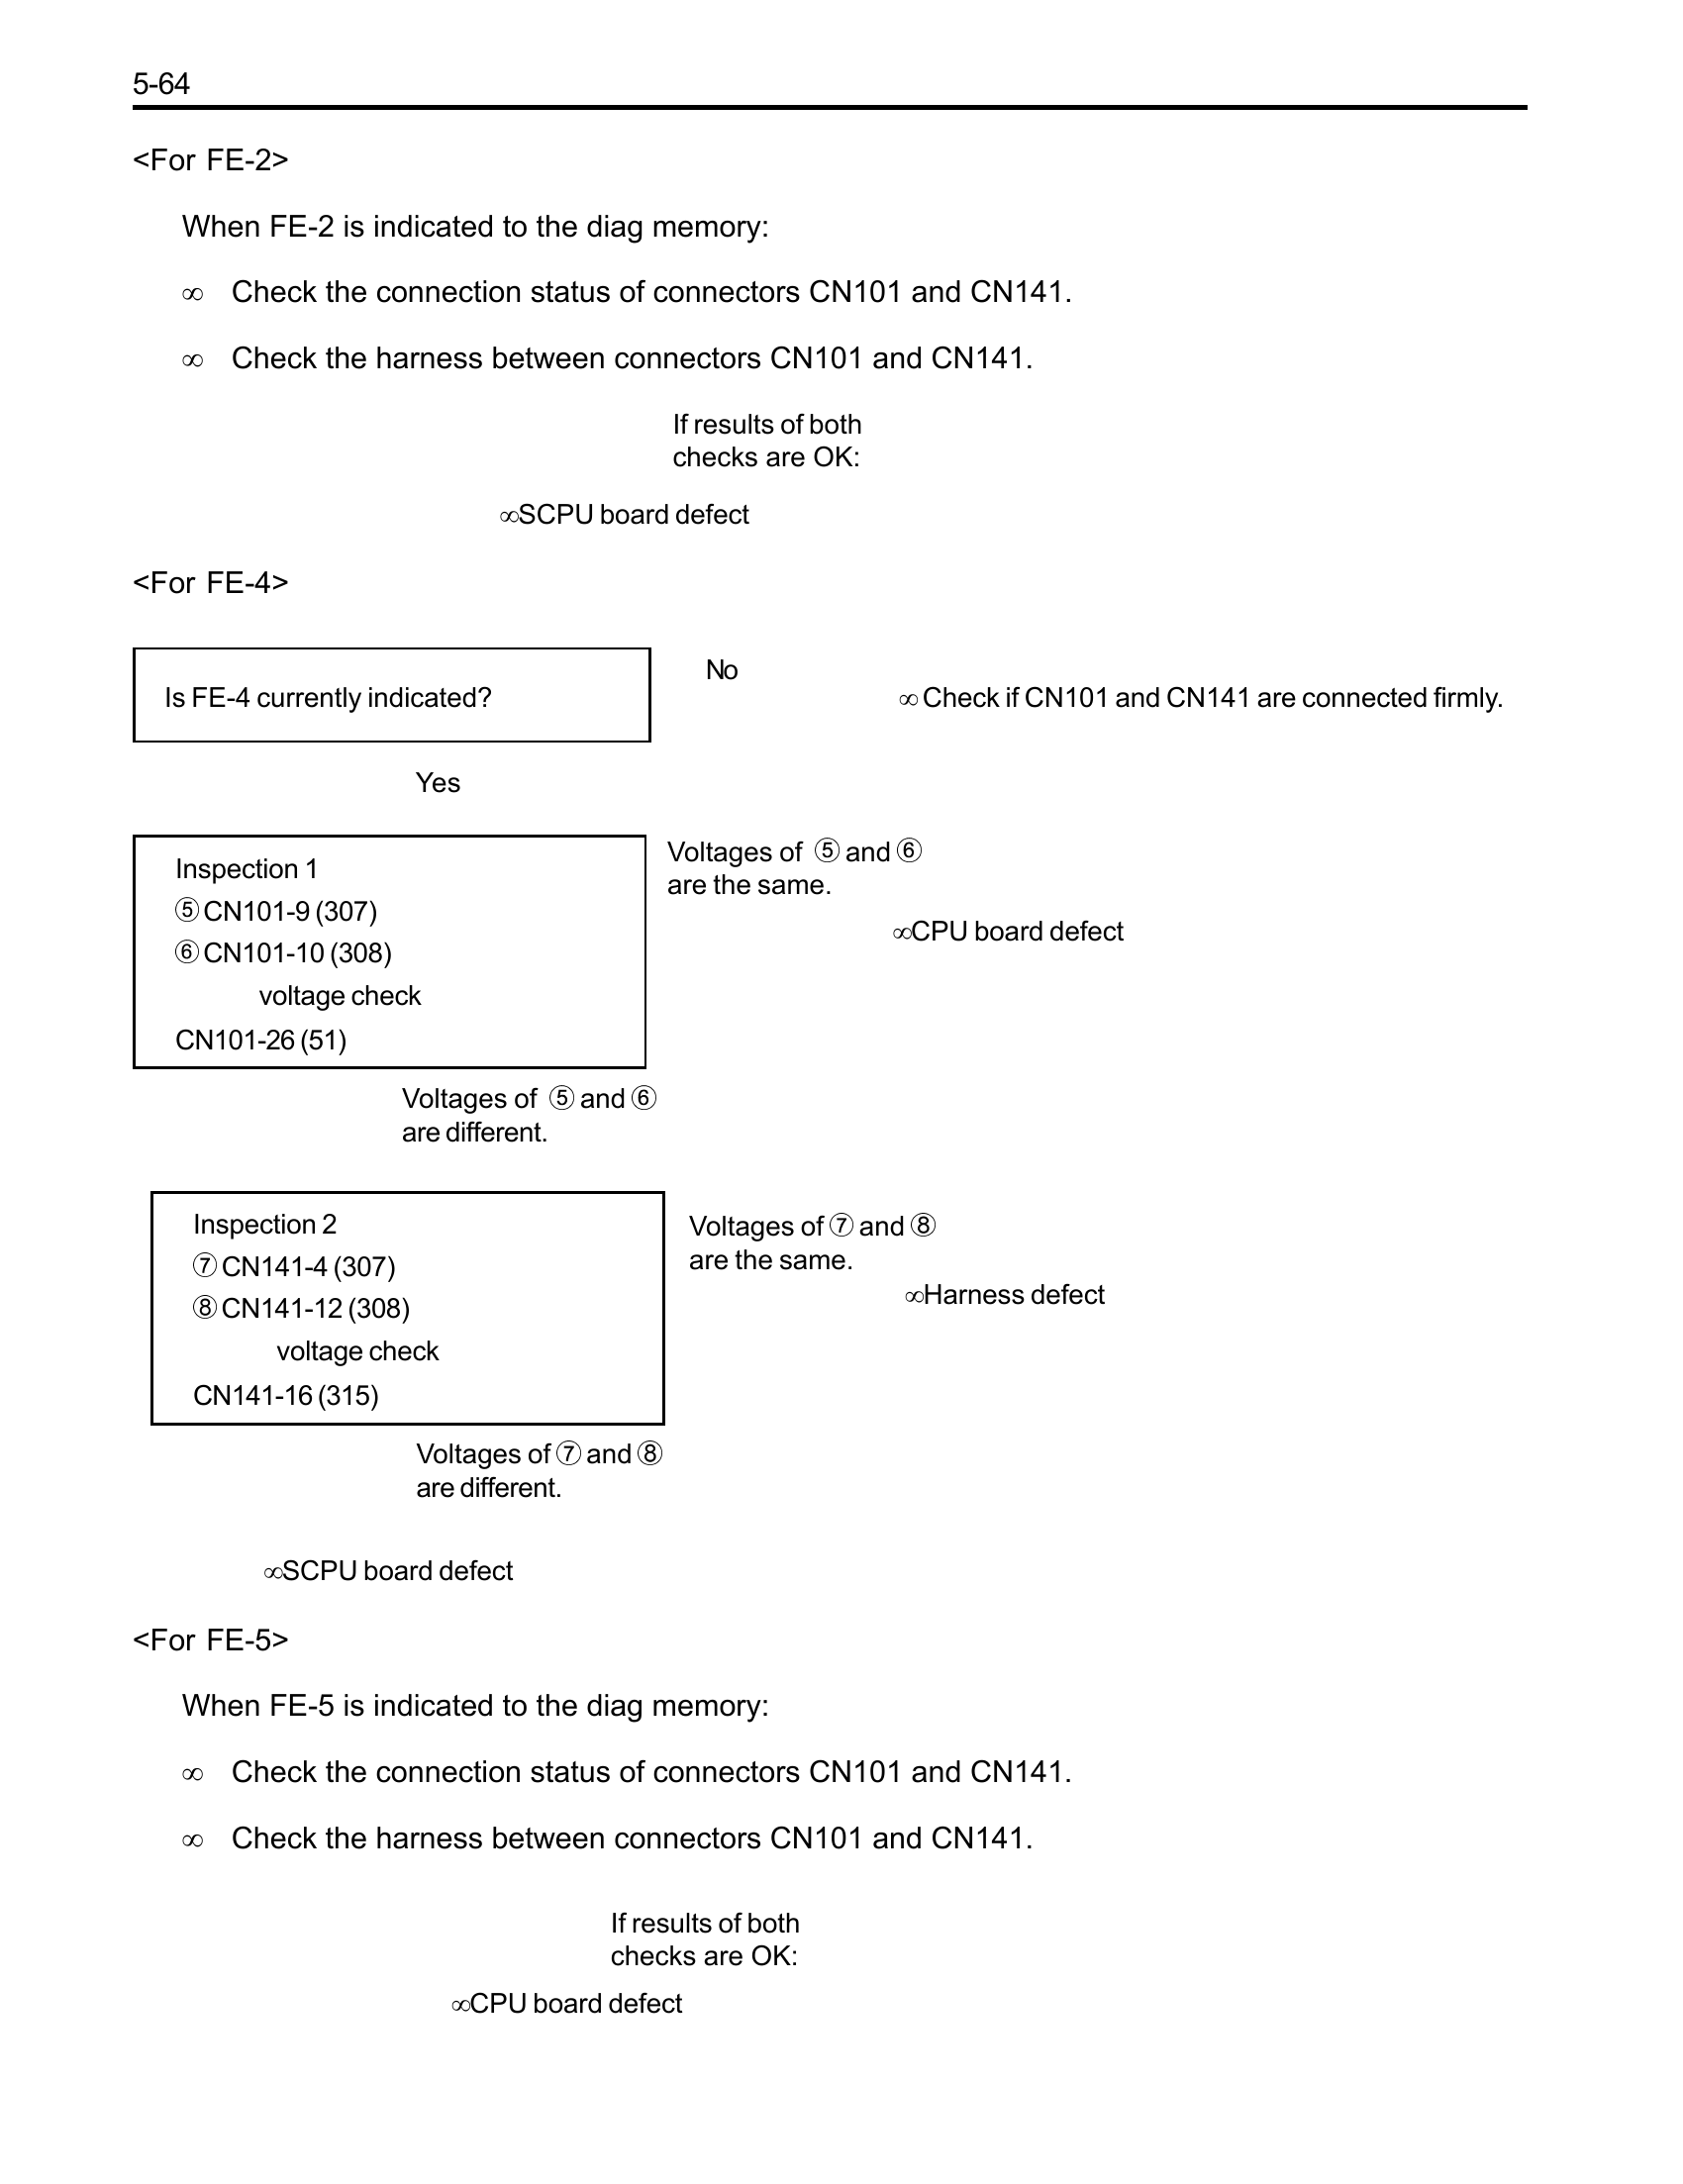 5-64
<For FE-2>
When FE-2 is indicated to the diag memory:
∞ Check the connection status of connectors CN101 and CN141.
∞ Check the harness between connectors CN101 and CN141.
If results of both
checks are OK:
∞SCPU board defect
<For FE-4>
Is FE-4 currently indicated?
No
∞ Check if CN101 and CN141 are connected firmly.
Yes
Inspection 1
⑤ CN101-9 (307)
⑥ CN101-10 (308)
voltage check
CN101-26 (51)
Voltages of ⑤ and ⑥
are the same.
∞CPU board defect
Voltages of ⑤ and ⑥
are different.
Inspection 2
⑦ CN141-4 (307)
⑧ CN141-12 (308)
voltage check
CN141-16 (315)
Voltages of ⑦ and ⑧
are the same.
∞Harness defect
Voltages of ⑦ and ⑧
are different.
∞SCPU board defect
<For FE-5>
When FE-5 is indicated to the diag memory:
∞ Check the connection status of connectors CN101 and CN141.
∞ Check the harness between connectors CN101 and CN141.
If results of both
checks are OK:
∞CPU board defect